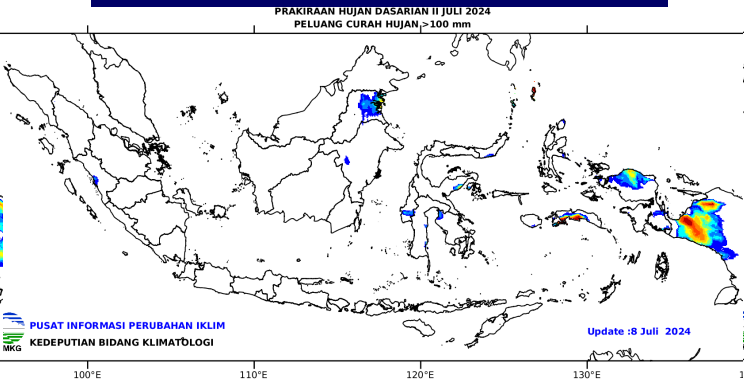 PRAKIRAAN HUJAN DASARIAN II JULI 2024
PELUANG CURAH HUJAN >100 mm
PUSAT INFORMASI PERUBAHAN IKLIM
MKG
KEDEPUTIAN BIDANG KLIMATOLOGI
Update :8 Juli 2024
100°E
110°E
120°E
130°E